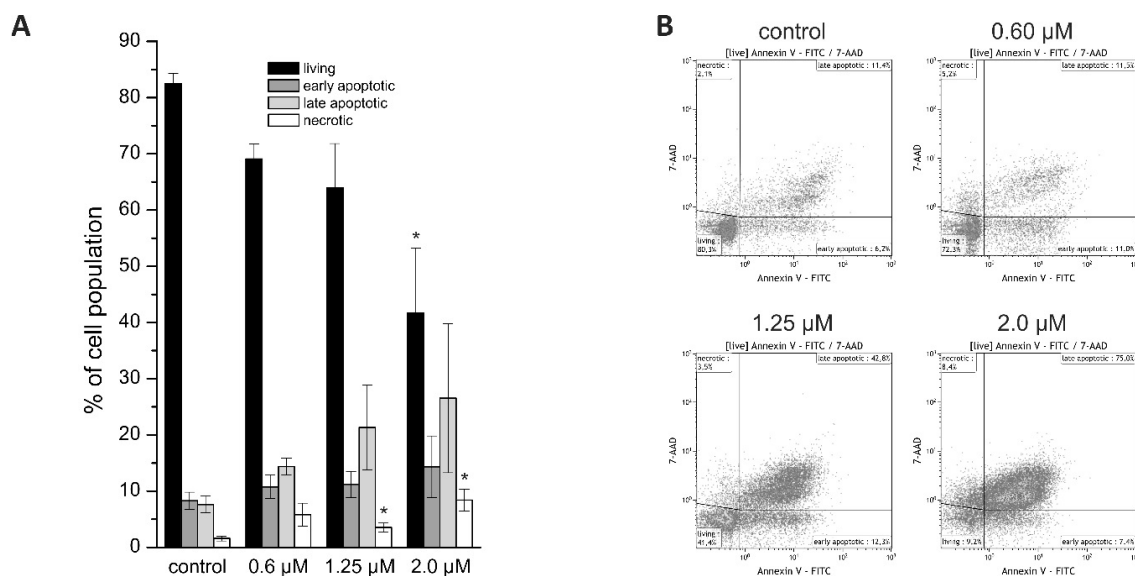 A
% of cell population
90
80
70
60
50
40
30
20
10
0
living
early apoptotic
late apoptotic
necrotic
*
*
*
control
0.6 μM
1.25 μM
2.0 μM
B
control
[live] Annexin V - FITC / 7-AAD
necrotic :
2,1%
late apoptotic : 11,4%
7-AAD
living :
80,3%
early apoptotic : 6,2%
Annexin V - FITC
0.60 μM
[live] Annexin V - FITC / 7-AAD
necrotic :
5,2%
late apoptotic : 11,5%
7-AAD
living :
72,3%
early apoptotic : 11,0%
Annexin V - FITC
1.25 μM
[live] Annexin V - FITC / 7-AAD
necrotic :
3,5%
late apoptotic : 42,8%
7-AAD
living :
41,4%
early apoptotic : 12,3%
Annexin V - FITC
2.0 μM
[live] Annexin V - FITC / 7-AAD
necrotic :
8,4%
late apoptotic : 75,0%
7-AAD
living : 9,2%
early apoptotic : 7,4%
Annexin V - FITC